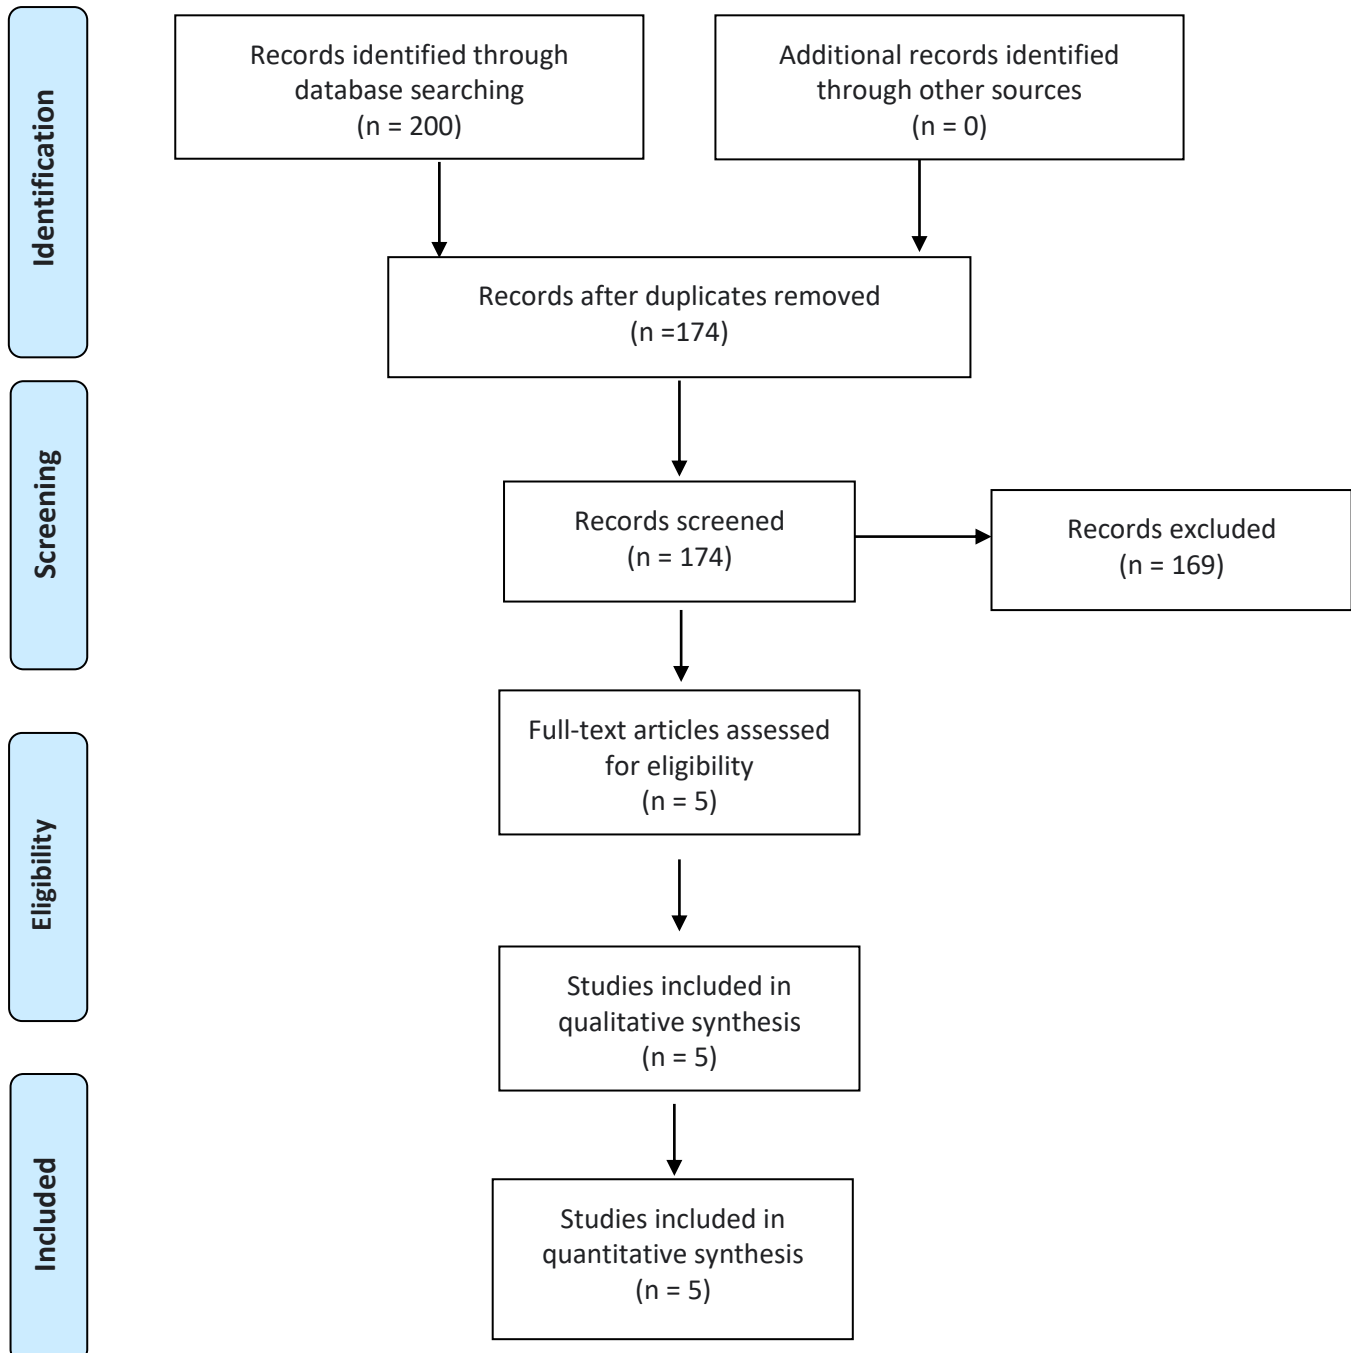 Identification
Records identified through
database searching
(n = 200)
Additional records identified
through other sources
(n = 0)
Records after duplicates removed
(n =174)
Screening
Records screened
(n = 174)
Records excluded
(n = 169)
Eligibility
Full-text articles assessed
for eligibility
(n = 5)
Studies included in
qualitative synthesis
(n = 5)
Included
Studies included in
quantitative synthesis
(n = 5)